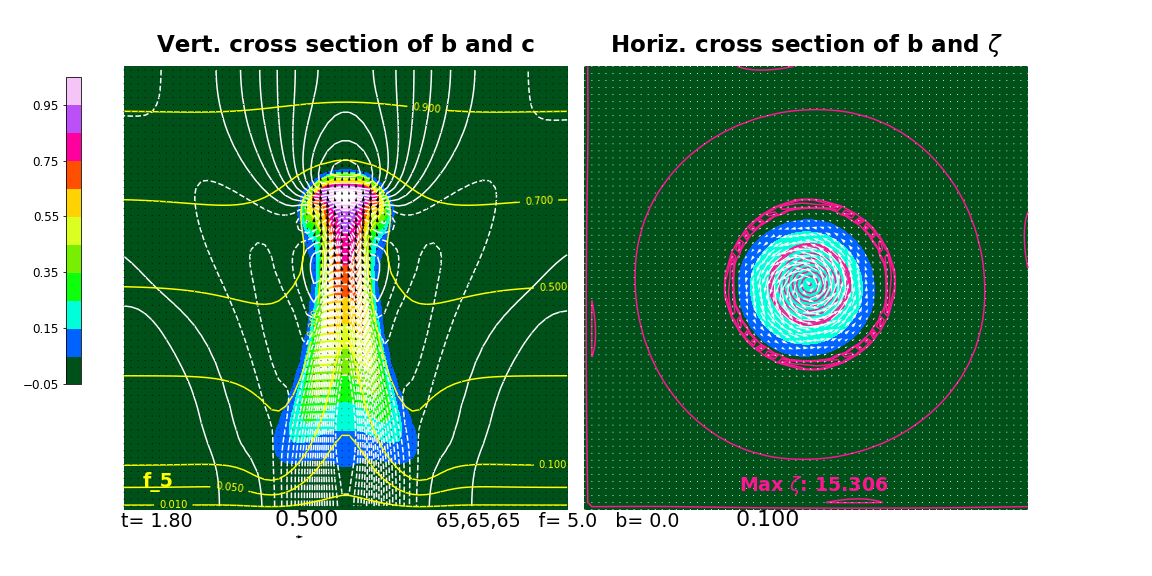 Vert. cross section of b and c
Horiz. cross section of b and ζ
0.95
0.75
0.55
0.35
0.15
−0.05
0.900
0.700
0.500
0.100
0.050
0.010
f_5
Max ζ: 15.306
t= 1.80 0.500 65,65,65 f= 5.0 b= 0.0 0.100